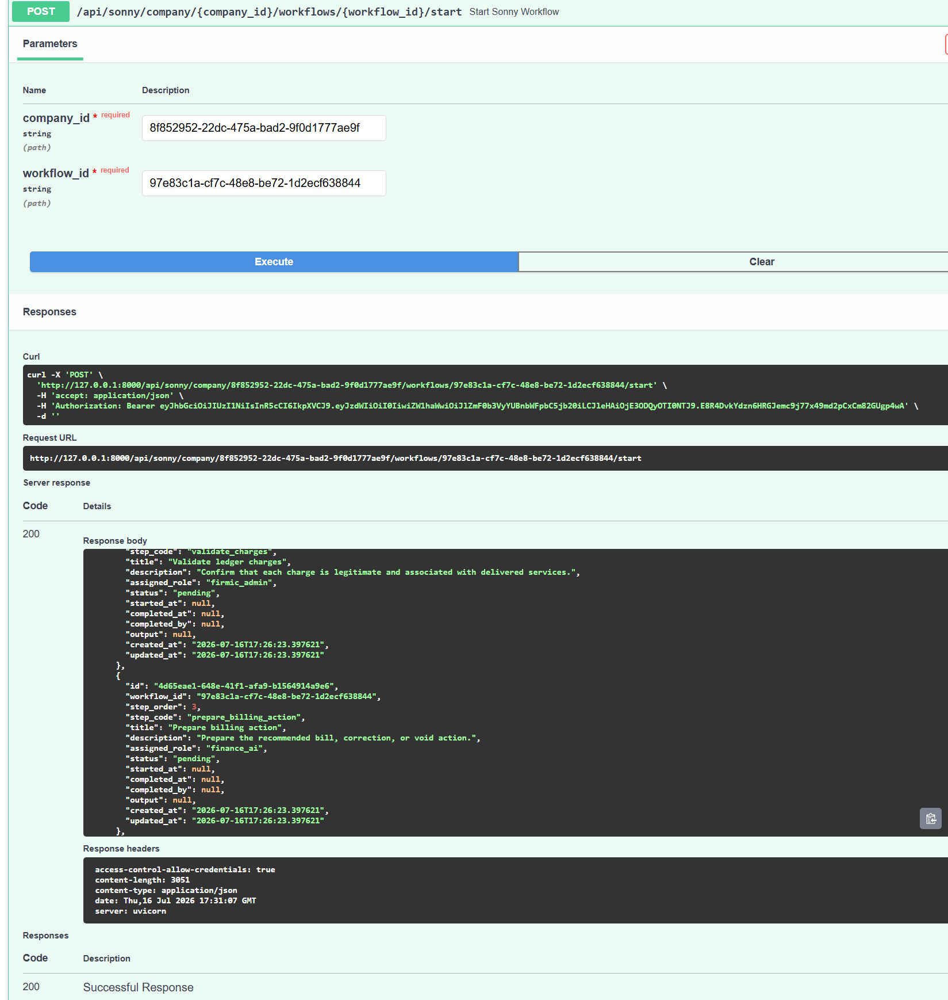 POST /api/sonny/company/{company_id}/workflows/{workflow_id}/start Start Sonny Workflow
Parameters
Name Description
company_id * required
string
(path)
8f852952-22dc-475a-bad2-9f0d1777ae9f
workflow_id * required
string
(path)
97e83c1a-cf7c-48e8-be72-1d2ecf638844
Execute Clear
Responses
Curl
curl -X 'POST' \
'http://127.0.0.1:8000/api/sonny/company/8f852952-22dc-475a-bad2-9f0d1777ae9f/workflows/97e83c1a-cf7c-48e8-be72-1d2ecf638844/start' \
-H 'accept: application/json' \
-H 'Authorization: Bearer eyJhbGciOiJIUzI1NiIsInR5cCI6IkpXVCJ9.eyJzdWIiOiI0IiwiZW1haWwiOiJlZmF0b3VyYUBnbWFpbC5jb20iLCJleHAiOjE3ODQyOTI0NTJ9.E8R4DvkYdzn6HRGJemc9j77x49md2pCxCm82GUgp4wA' \
-d ''
Request URL
http://127.0.0.1:8000/api/sonny/company/8f852952-22dc-475a-bad2-9f0d1777ae9f/workflows/97e83c1a-cf7c-48e8-be72-1d2ecf638844/start
Server response
Code Details
200
Response body
"step_code": "validate_charges",
"title": "Validate ledger charges",
"description": "Confirm that each charge is legitimate and associated with delivered services.",
"assigned_role": "firmic_admin",
"status": "pending",
"started_at": null,
"completed_at": null,
"completed_by": null,
"output": null,
"created_at": "2026-07-16T17:26:23.397621",
"updated_at": "2026-07-16T17:26:23.397621"
},
{
"id": "4d65eae1-648e-41f1-afa9-b1564914a9e6",
"workflow_id": "97e83c1a-cf7c-48e8-be72-1d2ecf638844",
"step_order": 3,
"step_code": "prepare_billing_action",
"title": "Prepare billing action",
"description": "Prepare the recommended bill, correction, or void action.",
"assigned_role": "finance_ai",
"status": "pending",
"started_at": null,
"completed_at": null,
"completed_by": null,
"output": null,
"created_at": "2026-07-16T17:26:23.397621",
"updated_at": "2026-07-16T17:26:23.397621"
},
Response headers
access-control-allow-credentials: true
content-length: 3051
content-type: application/json
date: Thu,16 Jul 2026 17:31:07 GMT
server: uvicorn
Responses
Code Description
200 Successful Response